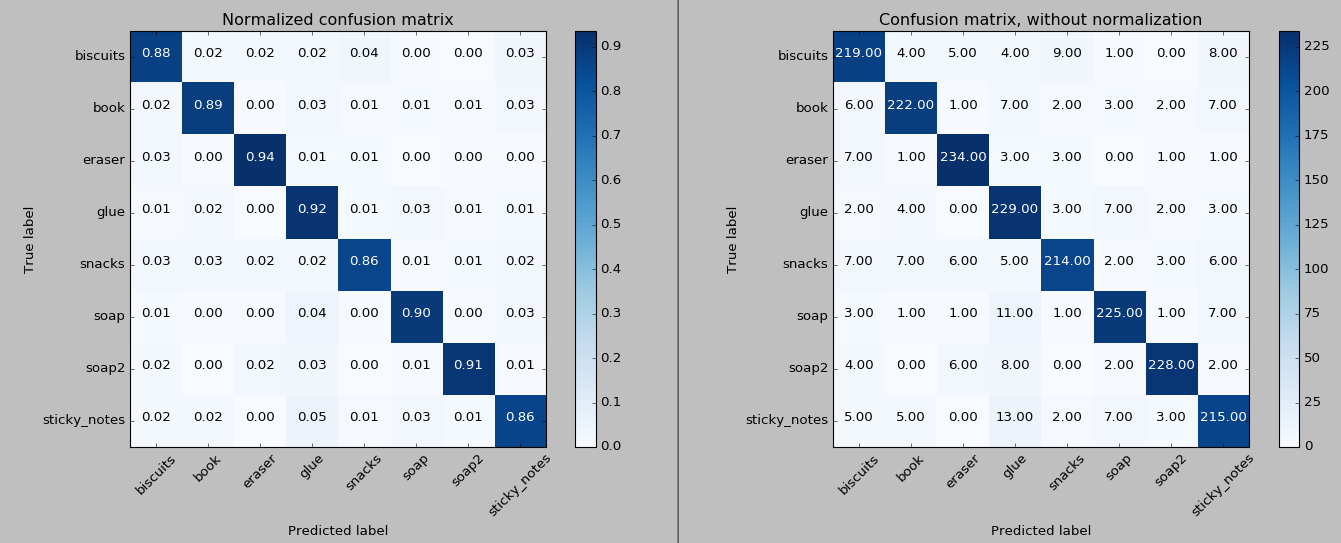 Normalized confusion matrix
biscuits 0.88 0.02 0.02 0.02 0.04 0.00 0.00 0.03
book 0.02 0.89 0.00 0.03 0.01 0.01 0.01 0.03
eraser 0.03 0.00 0.94 0.01 0.01 0.00 0.00 0.00
glue 0.01 0.02 0.00 0.92 0.01 0.03 0.01 0.01
snacks 0.03 0.03 0.02 0.02 0.86 0.01 0.01 0.02
soap 0.01 0.00 0.00 0.04 0.00 0.90 0.00 0.03
soap2 0.02 0.00 0.02 0.03 0.00 0.01 0.91 0.01
sticky_notes 0.02 0.02 0.00 0.05 0.01 0.03 0.01 0.86
True label
biscuits book eraser glue snacks soap soap2 sticky_notes
Predicted label
0.9
0.8
0.7
0.6
0.5
0.4
0.3
0.2
0.1
0.0
Confusion matrix, without normalization
biscuits 219.00 4.00 5.00 4.00 9.00 1.00 0.00 8.00
book 6.00 222.00 1.00 7.00 2.00 3.00 2.00 7.00
eraser 7.00 1.00 234.00 3.00 3.00 0.00 1.00 1.00
glue 2.00 4.00 0.00 229.00 3.00 7.00 2.00 3.00
snacks 7.00 7.00 6.00 5.00 214.00 2.00 3.00 6.00
soap 3.00 1.00 1.00 11.00 1.00 225.00 1.00 7.00
soap2 4.00 0.00 6.00 8.00 0.00 2.00 228.00 2.00
sticky_notes 5.00 5.00 0.00 13.00 2.00 7.00 3.00 215.00
True label
biscuits book eraser glue snacks soap soap2 sticky_notes
Predicted label
225
200
175
150
125
100
75
50
25
0